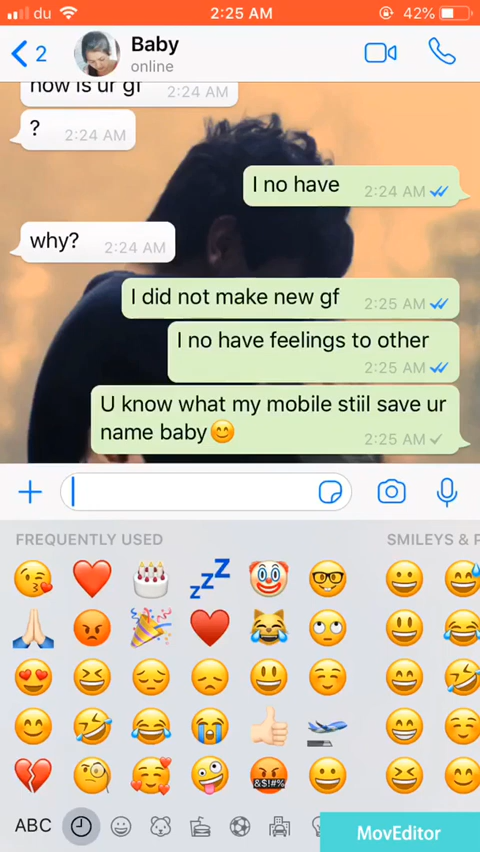 du 2:25 AM 42%
2 Baby
online
how is ur gf 2:24 AM
? 2:24 AM
I no have 2:24 AM
why? 2:24 AM
I did not make new gf
2:25 AM
I no have feelings to other
2:25 AM
U know what my mobile stiil save ur
name baby😊
2:25 AM
FREQUENTLY USED SMILEYS & P
ABC
MovEditor